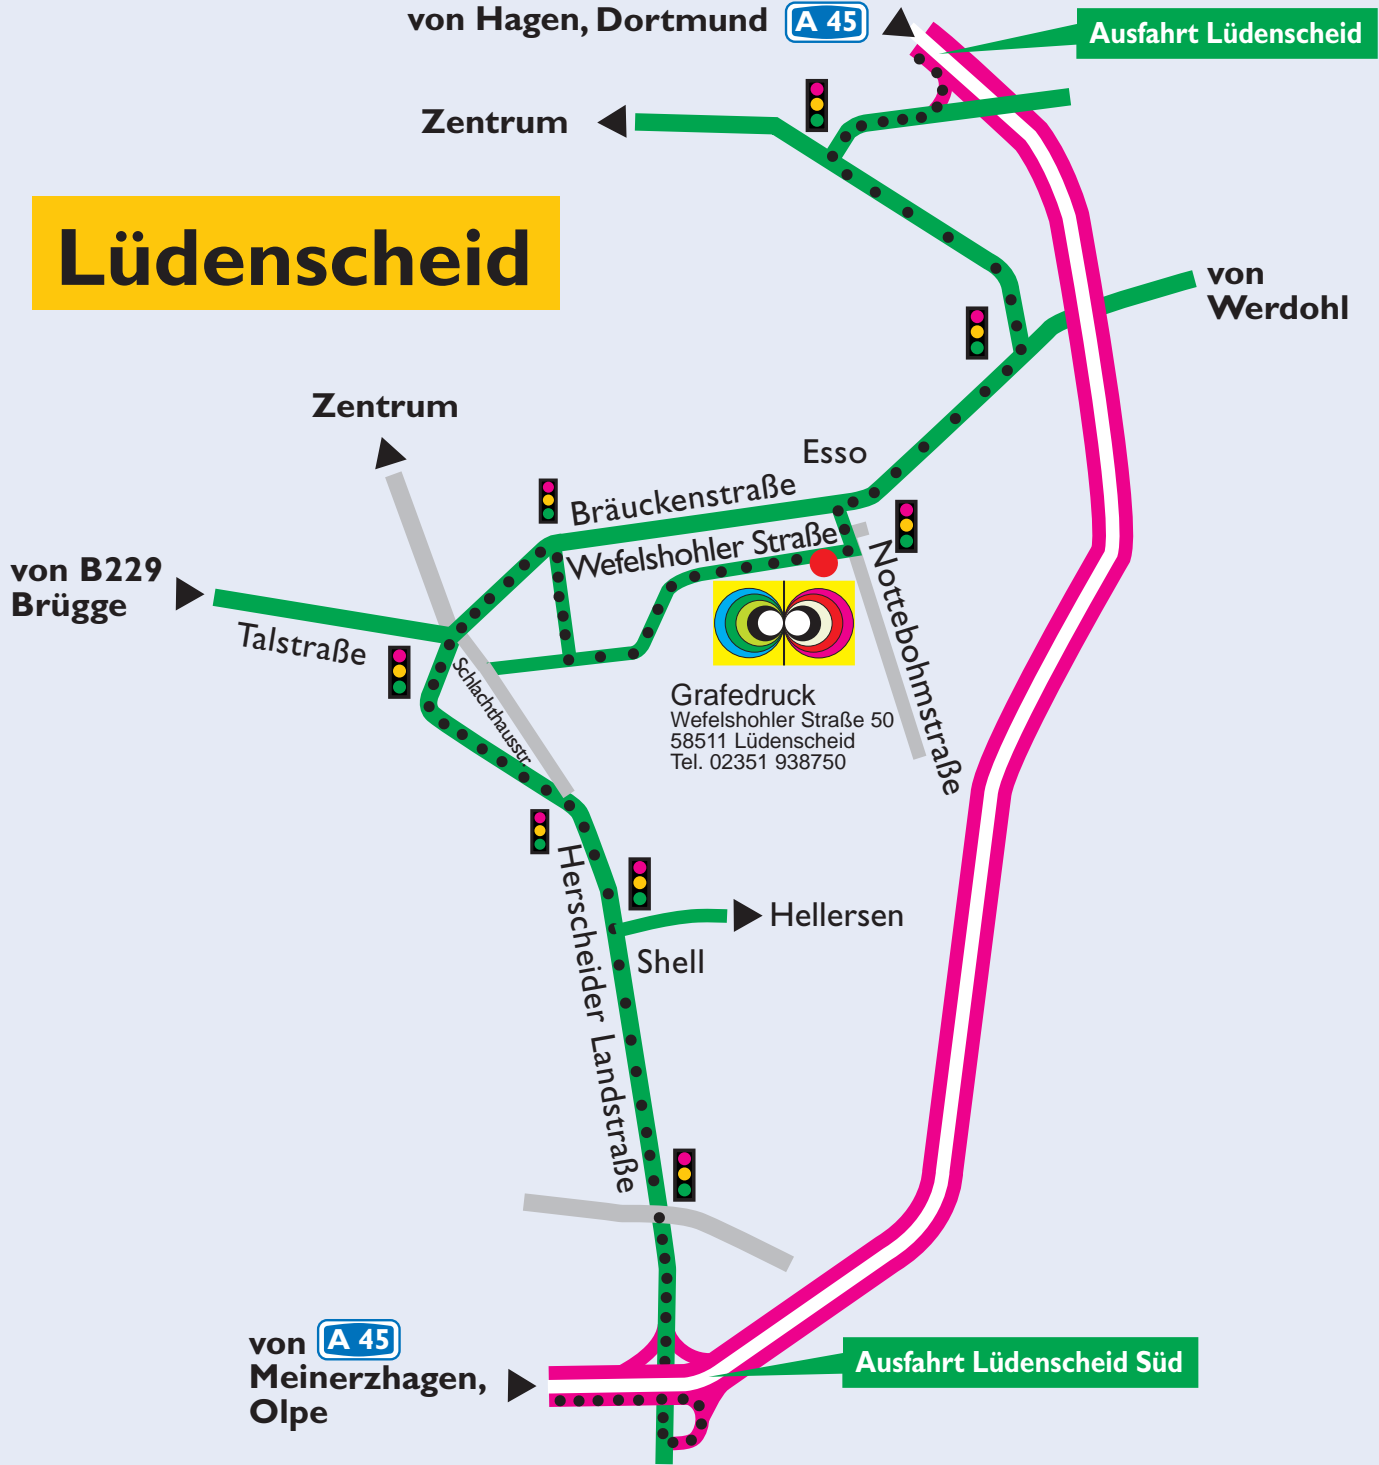 von Hagen, Dortmund A 45
Ausfahrt Lüdenscheid
Zentrum
Lüdenscheid
von
Werdohl
Zentrum
Esso
Bräuckenstraße
Wefelshohler Straße
von B229
Brügge
Talstraße
Nottebohmstraße
Schlachthausstr.
Grafedruck
Wefelshohler Straße 50
58511 Lüdenscheid
Tel. 02351 938750
Herscheider Landstraße
Hellersen
Shell
von A 45
Meinerzhagen,
Olpe
Ausfahrt Lüdenscheid Süd